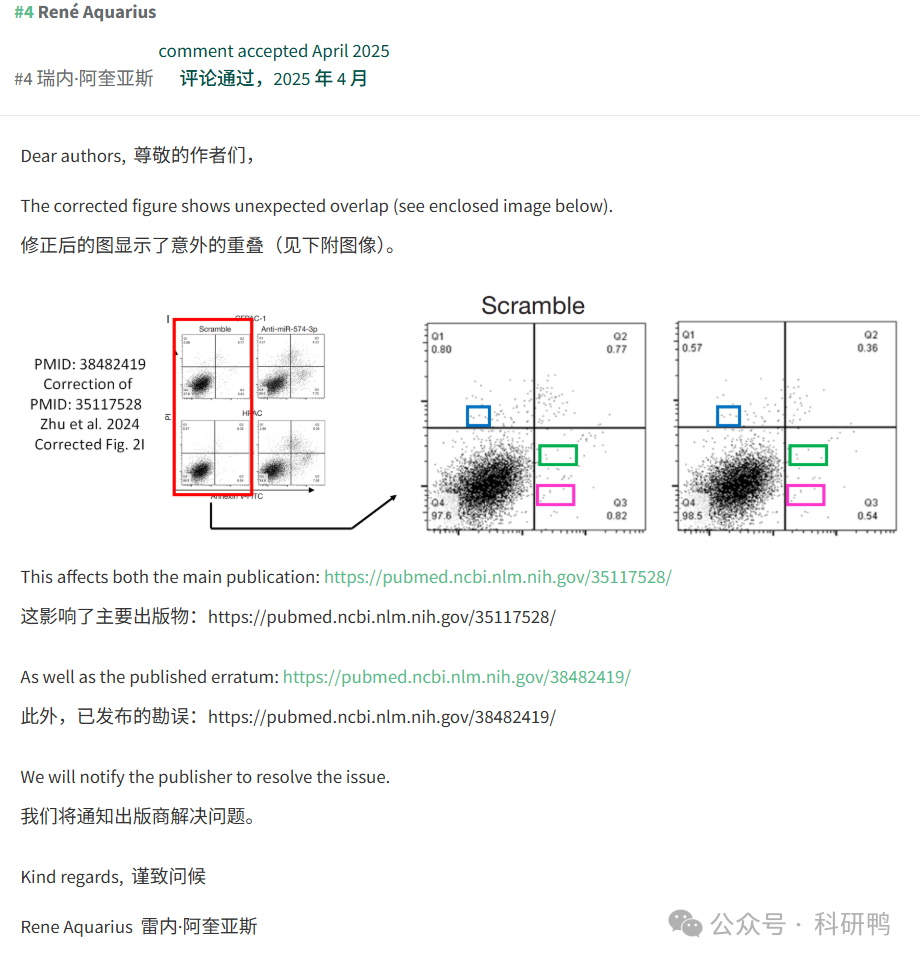 #4 René Aquarius
comment accepted April 2025
#4 瑞内·阿奎亚斯 评论通过，2025 年 4 月
Dear authors, 尊敬的作者们，
The corrected figure shows unexpected overlap (see enclosed image below).
修正后的图显示了意外的重叠（见下附图像）。
PMID: 38482419
Correction of
PMID: 35117528
Zhu et al. 2024
Corrected Fig. 2I
I
Scramble Anti-miR-574-3p
PI
Scramble
Q1
0.80
Q2
0.77
Q4
97.6
Q3
0.82
Q1
0.57
Q2
0.36
Q4
98.5
Q3
0.54
This affects both the main publication: https://pubmed.ncbi.nlm.nih.gov/35117528/
这影响了主要出版物：https://pubmed.ncbi.nlm.nih.gov/35117528/
As well as the published erratum: https://pubmed.ncbi.nlm.nih.gov/38482419/
此外，已发布的勘误：https://pubmed.ncbi.nlm.nih.gov/38482419/
We will notify the publisher to resolve the issue.
我们将通知出版商解决问题。
Kind regards, 谨致问候
Rene Aquarius 雷内·阿奎亚斯
公众号 · 科研鸭